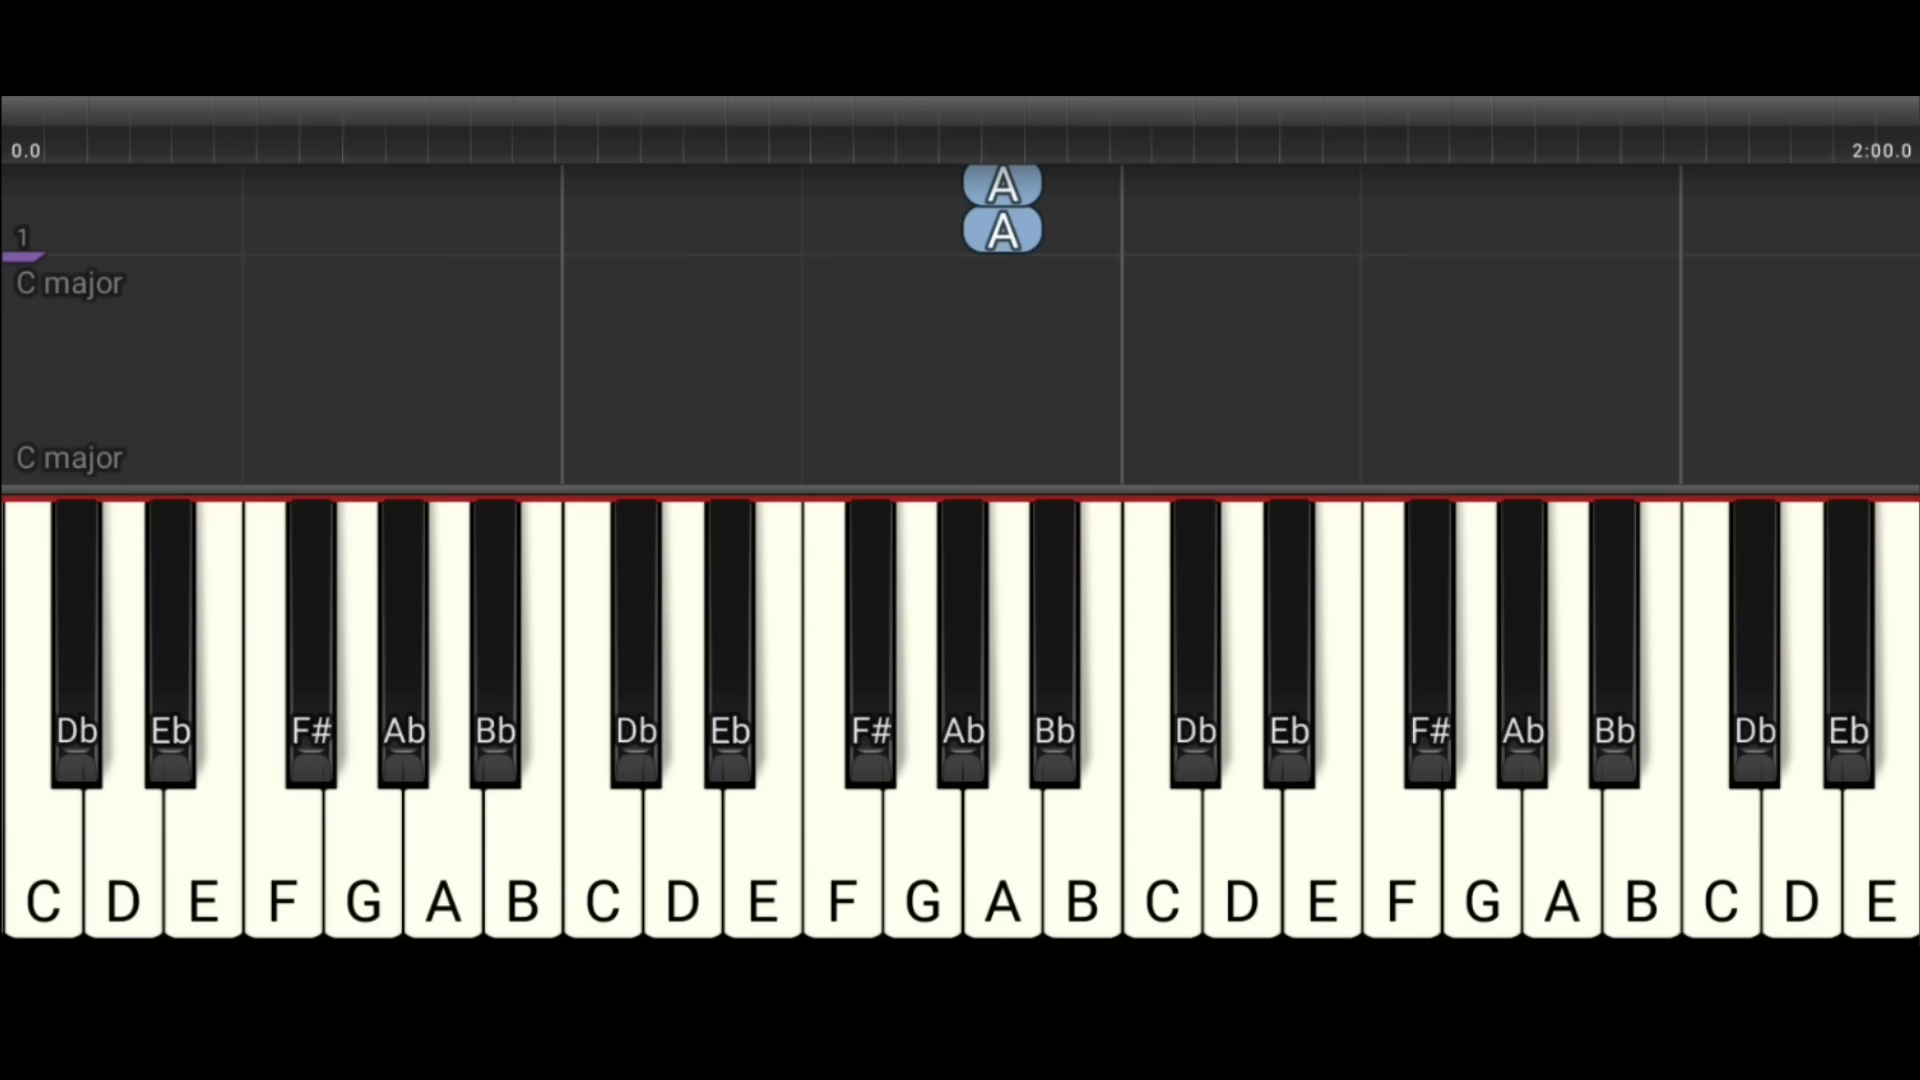 0.0 2:00.0
A
A
1
C major
C major
Db Eb F# Ab Bb Db Eb F# Ab Bb Db Eb F# Ab Bb Db Eb
C D E F G A B C D E F G A B C D E F G A B C D E